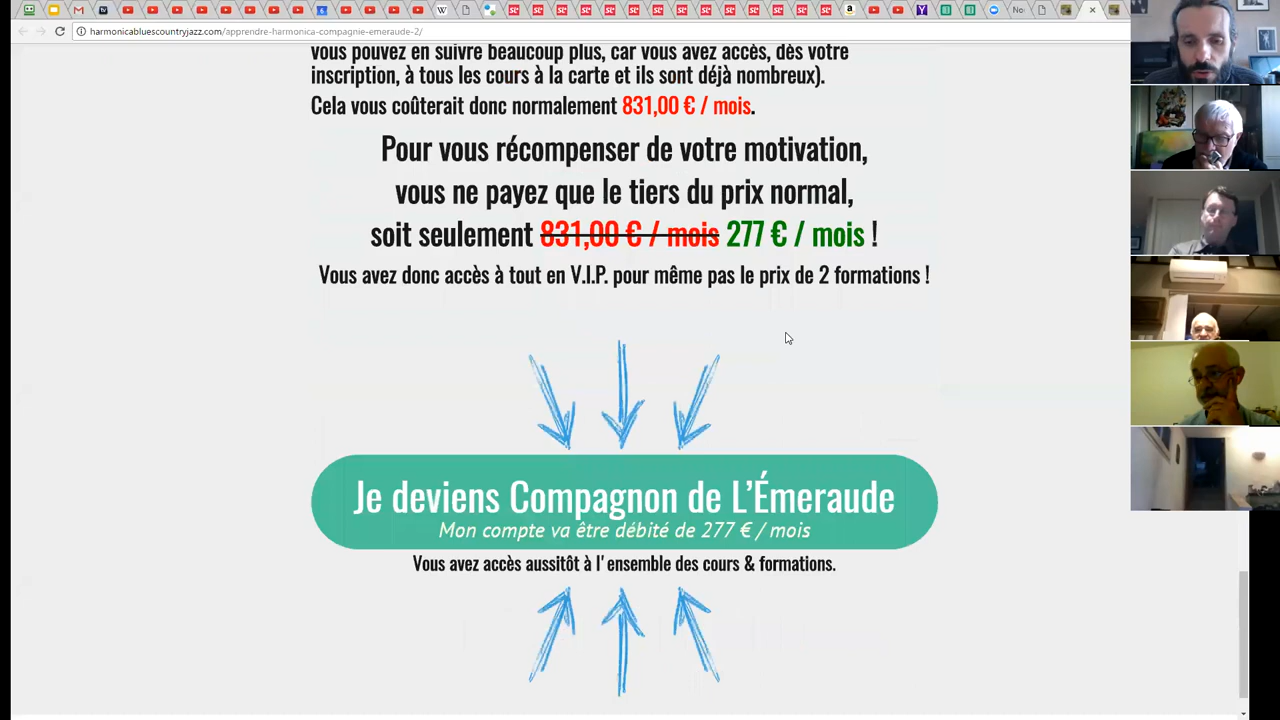 harmonicabluescountryjazz.com/apprendre-harmonica-compagnie-emeraude-2/
vous pouvez en suivre beaucoup plus, car vous avez accès, dès votre
inscription, à tous les cours à la carte et ils sont déjà nombreux).
Cela vous coûterait donc normalement 831,00 € / mois.
Pour vous récompenser de votre motivation,
vous ne payez que le tiers du prix normal,
soit seulement 831,00 € / mois 277 € / mois !
Vous avez donc accès à tout en V.I.P. pour même pas le prix de 2 formations !
Je deviens Compagnon de L'Émeraude
Mon compte va être débité de 277 € / mois
Vous avez accès aussitôt à l'ensemble des cours & formations.